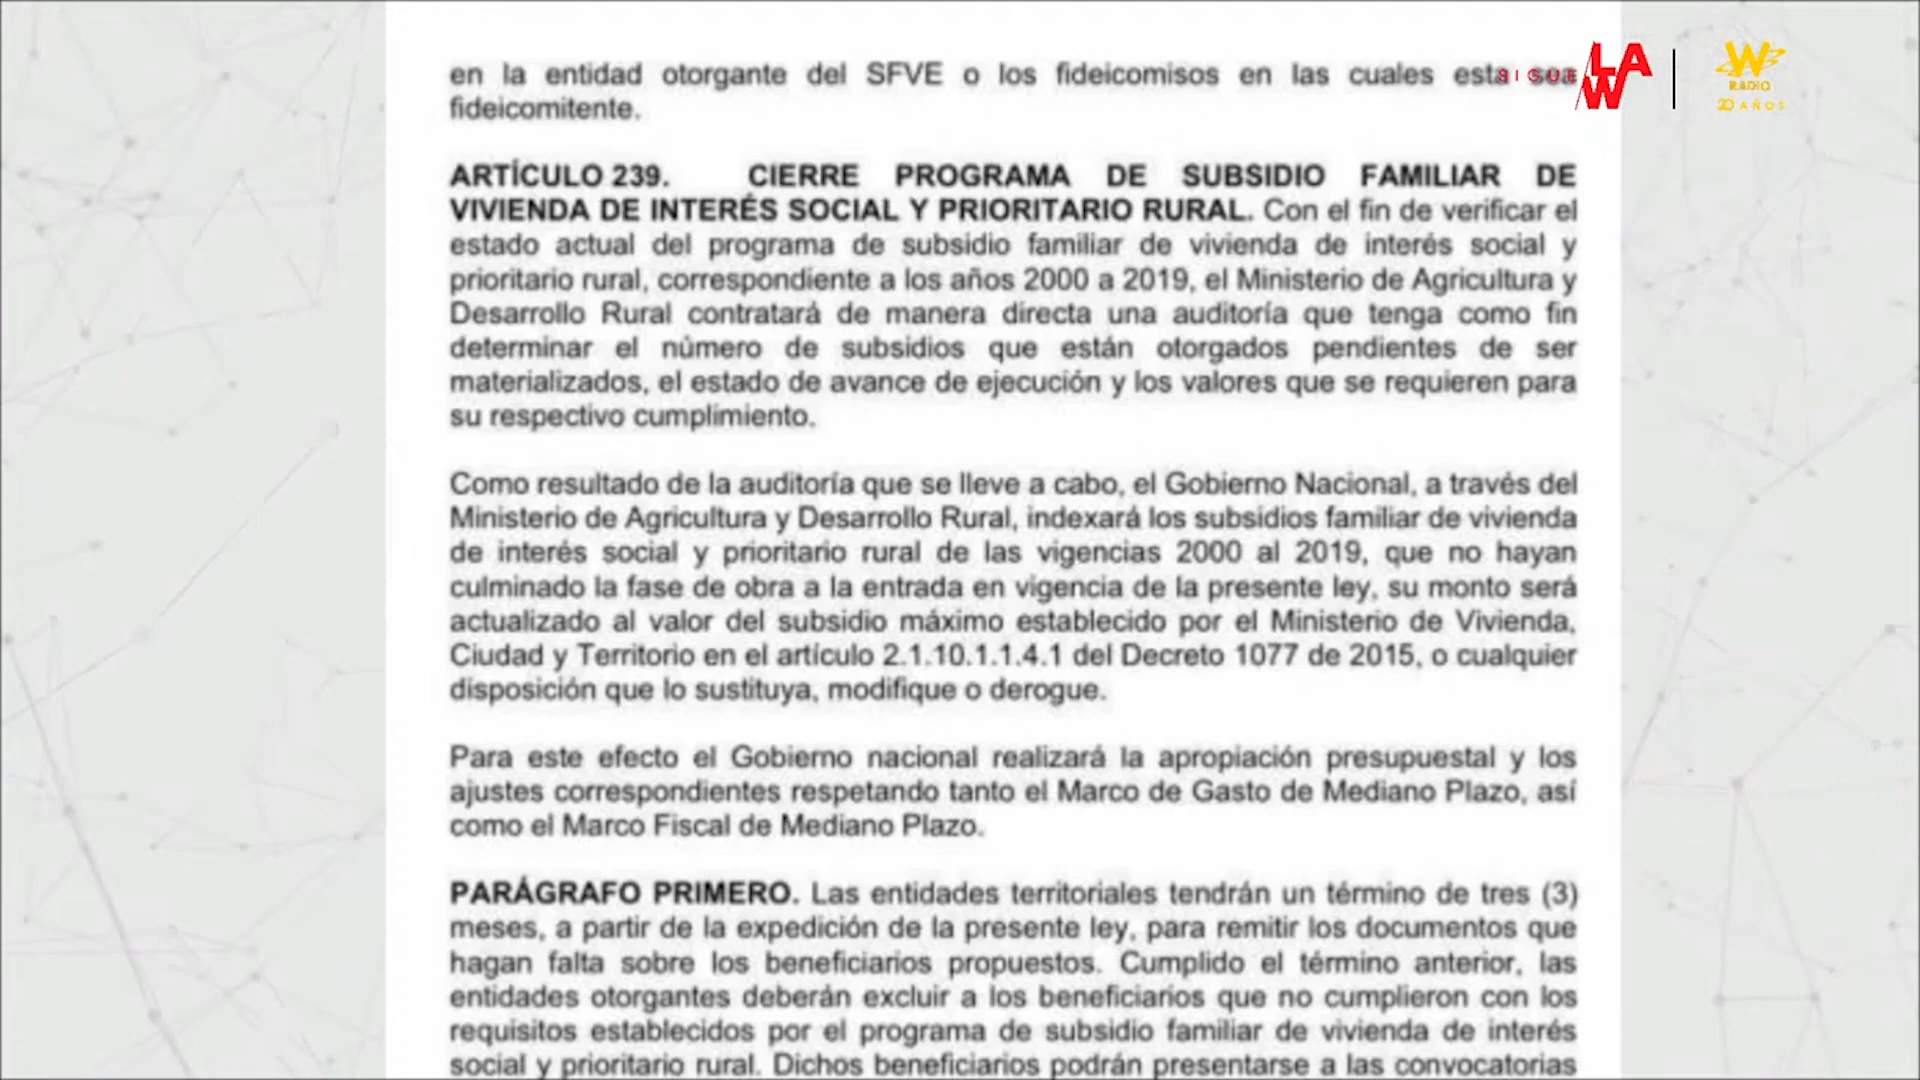 en la entidad otorgante del SFVE o los fideicomisos en las cuales esta sea
fideicomitente.
SIGUE LA W
W
RADIO
20 AÑOS
ARTÍCULO 239. CIERRE PROGRAMA DE SUBSIDIO FAMILIAR DE
VIVIENDA DE INTERÉS SOCIAL Y PRIORITARIO RURAL. Con el fin de verificar el
estado actual del programa de subsidio familiar de vivienda de interés social y
prioritario rural, correspondiente a los años 2000 a 2019, el Ministerio de Agricultura y
Desarrollo Rural contratará de manera directa una auditoría que tenga como fin
determinar el número de subsidios que están otorgados pendientes de ser
materializados, el estado de avance de ejecución y los valores que se requieren para
su respectivo cumplimiento.
Como resultado de la auditoría que se lleve a cabo, el Gobierno Nacional, a través del
Ministerio de Agricultura y Desarrollo Rural, indexará los subsidios familiar de vivienda
de interés social y prioritario rural de las vigencias 2000 al 2019, que no hayan
culminado la fase de obra a la entrada en vigencia de la presente ley, su monto será
actualizado al valor del subsidio máximo establecido por el Ministerio de Vivienda,
Ciudad y Territorio en el artículo 2.1.10.1.1.4.1 del Decreto 1077 de 2015, o cualquier
disposición que lo sustituya, modifique o derogue.
Para este efecto el Gobierno nacional realizará la apropiación presupuestal y los
ajustes correspondientes respetando tanto el Marco de Gasto de Mediano Plazo, así
como el Marco Fiscal de Mediano Plazo.
PARÁGRAFO PRIMERO. Las entidades territoriales tendrán un término de tres (3)
meses, a partir de la expedición de la presente ley, para remitir los documentos que
hagan falta sobre los beneficiarios propuestos. Cumplido el término anterior, las
entidades otorgantes deberán excluir a los beneficiarios que no cumplieron con los
requisitos establecidos por el programa de subsidio familiar de vivienda de interés
social y prioritario rural. Dichos beneficiarios podrán presentarse a las convocatorias